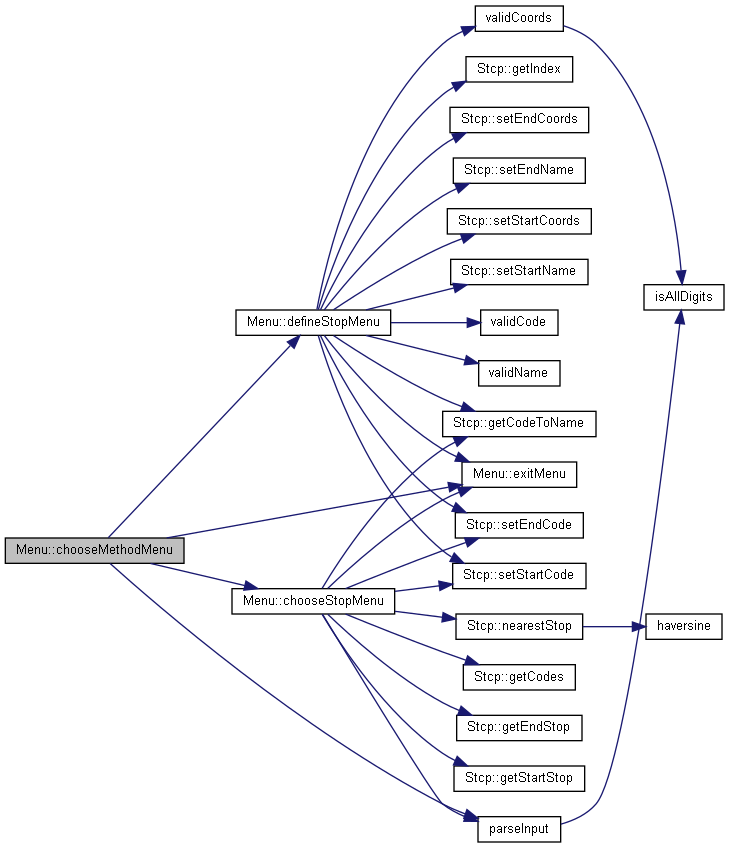 validCoords
Stcp::getIndex
Stcp::setEndCoords
Stcp::setEndName
Stcp::setStartCoords
Stcp::setStartName
isAllDigits
Menu::defineStopMenu
validCode
validName
Stcp::getCodeToName
Menu::exitMenu
Stcp::setEndCode
Menu::chooseMethodMenu
Stcp::setStartCode
Menu::chooseStopMenu
Stcp::nearestStop
haversine
Stcp::getCodes
Stcp::getEndStop
Stcp::getStartStop
parseInput